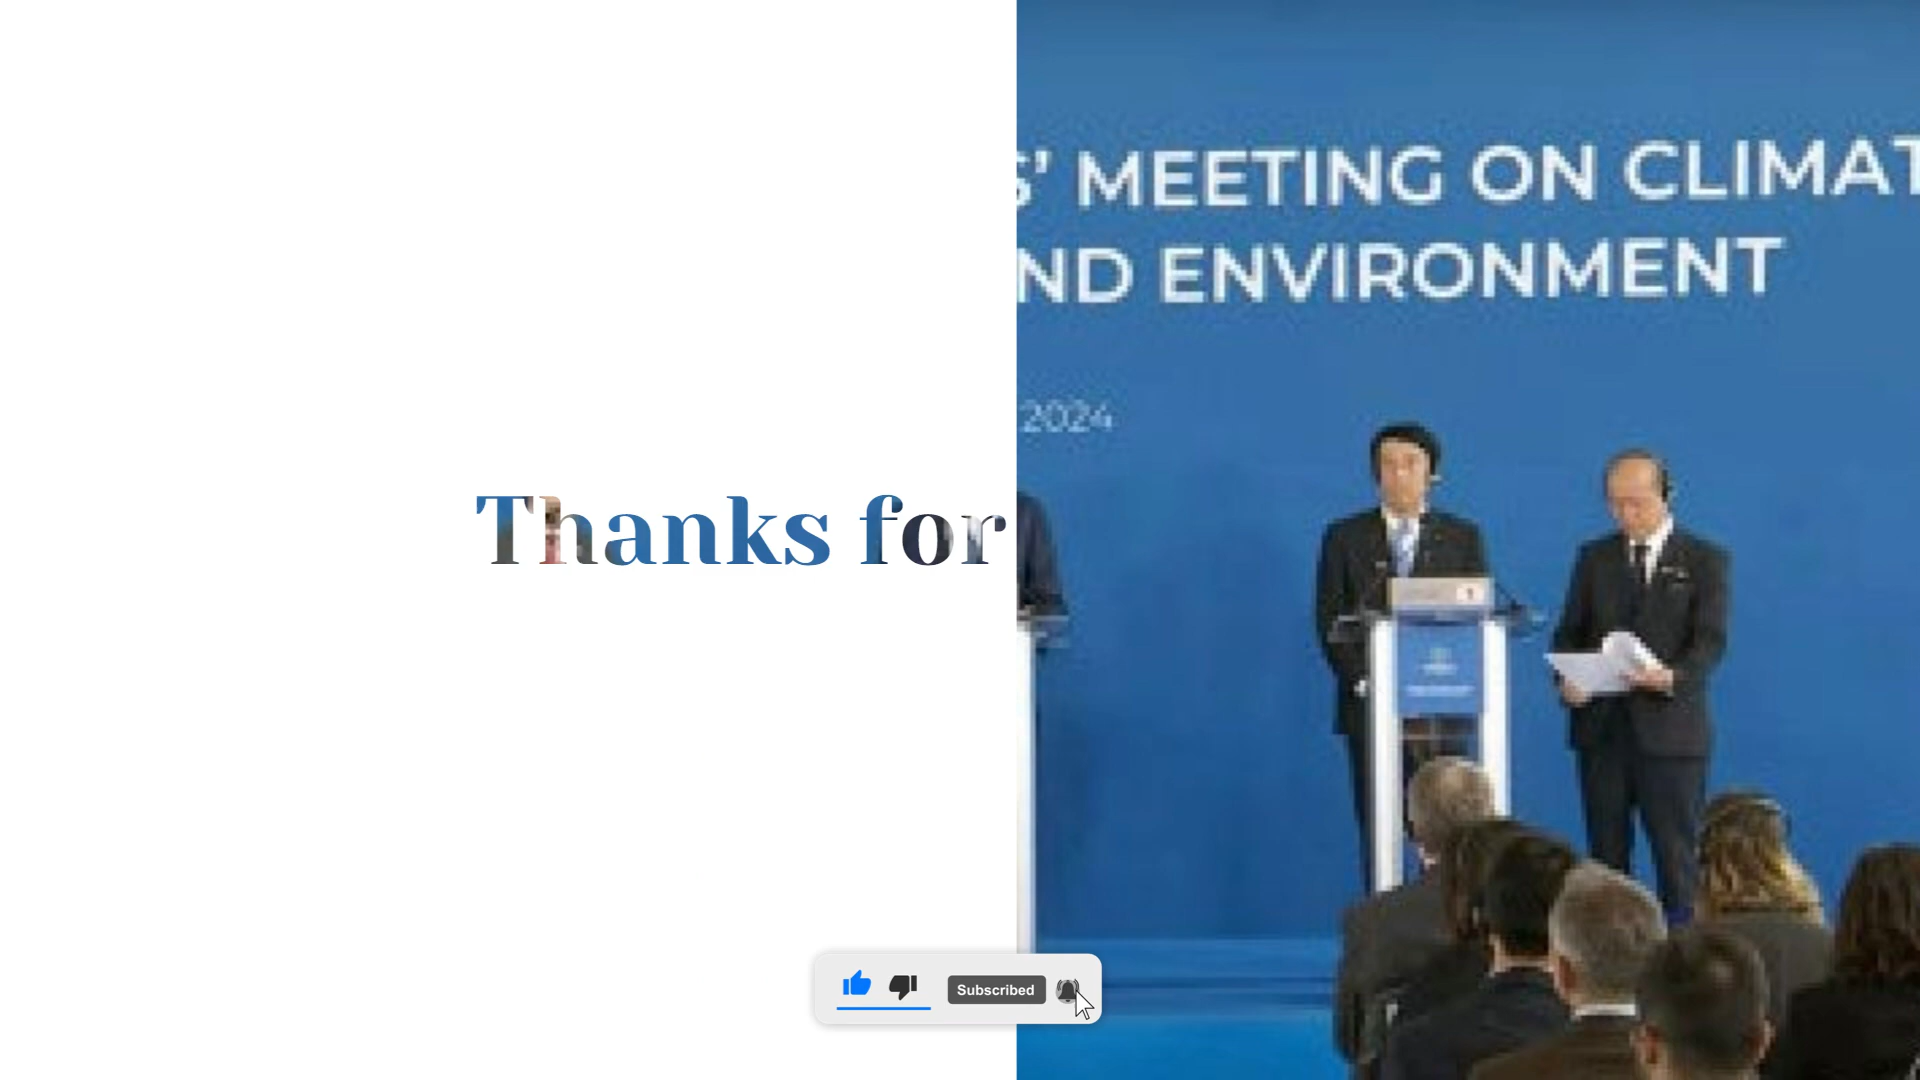 S' MEETING ON CLIMAT
ND ENVIRONMENT
2024
Thanks for
Subscribed